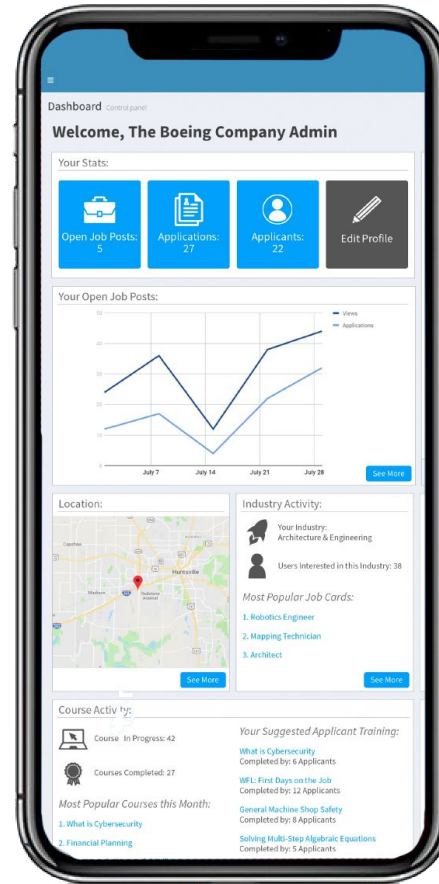 Dashboard Control panel
Welcome, The Boeing Company Admin
Your Stats:
Open Job Posts:
5
Applications:
27
Applicants:
22
Edit Profile
Your Open Job Posts:
50
40
30
20
10
0
July 7
July 14
July 21
July 28
Views
Applications
See More
Location:
Huntsville
Madison
Redstone
Arsenal
See More
Industry Activity:
Your Industry:
Architecture & Engineering
Users Interested in this Industry: 38
Most Popular Job Cards:
1. Robotics Engineer
2. Mapping Technician
3. Architect
See More
Course Activity:
Course In Progress: 42
Courses Completed: 27
Most Popular Courses this Month:
1. What is Cybersecurity
2. Financial Planning
Your Suggested Applicant Training:
What is Cybersecurity
Completed by: 6 Applicants
WFL: First Days on the Job
Completed by: 12 Applicants
General Machine Shop Safety
Completed by: 8 Applicants
Solving Multi-Step Algebraic Equations
Completed by: 5 Applicants